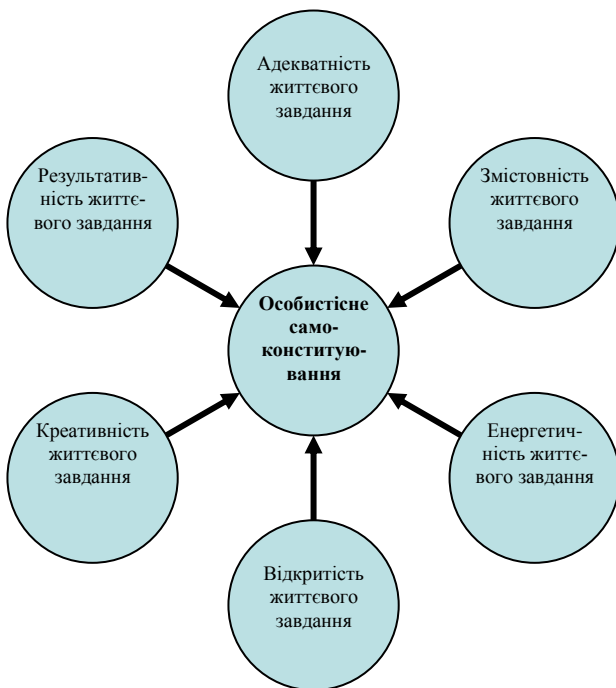 Адекватність
життєвого
завдання
Результатив-
ність життє-
вого завдання
Змістовність
життєвого
завдання
Особистісне
само-
конститую-
вання
Креативність
життєвого
завдання
Енергетич-
ність життє-
вого завдання
Відкритість
життєвого
завдання